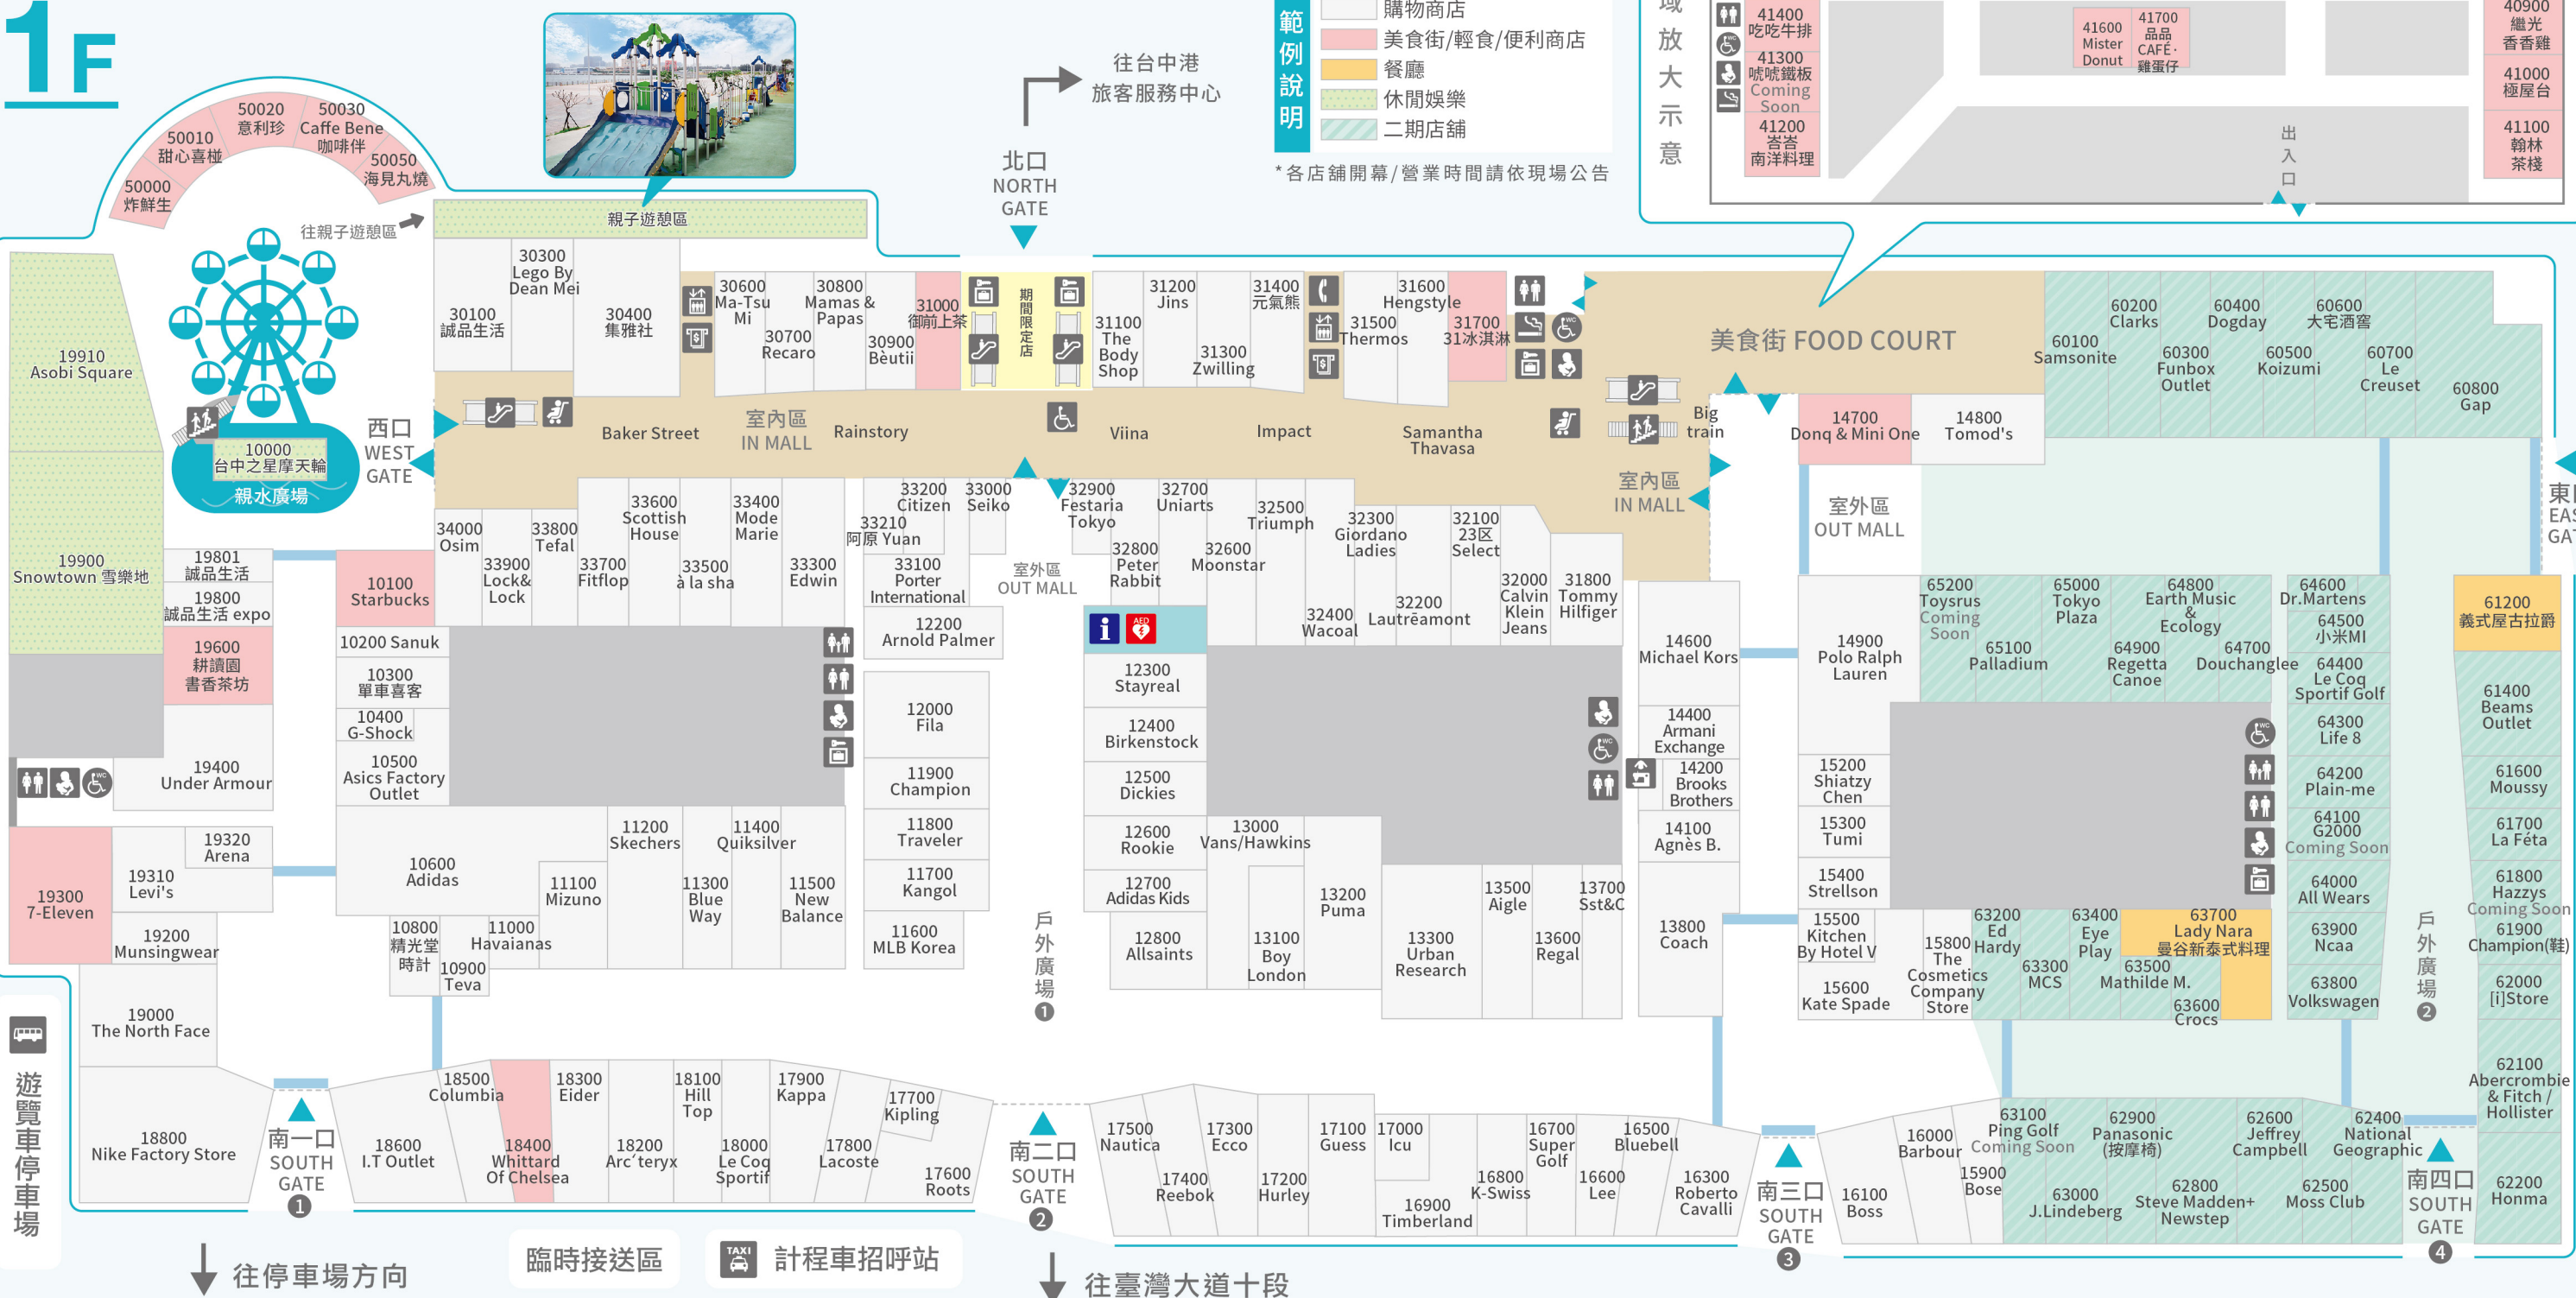 1F
50000
炸鮮生
50010
甜心喜椪
50020
意利珍
50030
Caffe Bene
咖啡伴
50050
海見丸燒
往親子遊憩區
親子遊憩區
往台中港
旅客服務中心
北口
NORTH
GATE
範例說明
購物商店
美食街/輕食/便利商店
餐廳
休閒娛樂
二期店舖
*各店舖開幕/營業時間請依現場公告
域放大示意
41400
吃吃牛排
41300
唬唬鐵板
Coming
Soon
41200
峇峇
南洋料理
41600
Mister
Donut
41700
品品
CAFÉ·
雞蛋仔
40900
繼光
香香雞
41000
極屋台
41100
翰林
茶棧
出入口
19910
Asobi Square
19900
Snowtown 雪樂地
10000
台中之星摩天輪
親水廣場
西口
WEST
GATE
30100
誠品生活
30300
Lego By
Dean Mei
30400
集雅社
30600
Ma-Tsu
Mi
30700
Recaro
30800
Mamas &
Papas
30900
Bèutii
31000
御前上茶
期間限定店
31100
The
Body
Shop
31200
Jins
31300
Zwilling
31400
元氣熊
31500
Thermos
31600
Hengstyle
31700
31冰淇淋
美食街 FOOD COURT
60100
Samsonite
60200
Clarks
60300
Funbox
Outlet
60400
Dogday
60500
Koizumi
60600
大宅酒窖
60700
Le
Creuset
60800
Gap
Baker Street
室內區
IN MALL
Rainstory
Viina
Impact
Samantha
Thavasa
Big
train
室內區
IN MALL
14700
Donq & Mini One
14800
Tomod's
室外區
OUT MALL
東
EAS
GA
34000
Osim
33900
Lock&
Lock
33800
Tefal
33700
Fitflop
33600
Scottish
House
33500
à la sha
33400
Mode
Marie
33300
Edwin
33210
阿原 Yuan
33200
Citizen
33100
Porter
International
33000
Seiko
室外區
OUT MALL
32900
Festaria
Tokyo
32800
Peter
Rabbit
32700
Uniarts
32600
Moonstar
32500
Triumph
32400
Wacoal
32300
Giordano
Ladies
32200
Lautrēamont
32100
23区
Select
32000
Calvin
Klein
Jeans
31800
Tommy
Hilfiger
19801
誠品生活
19800
誠品生活 expo
19600
耕讀園
書香茶坊
19400
Under Armour
19320
Arena
19310
Levi's
19300
7-Eleven
19200
Munsingwear
19000
The North Face
18800
Nike Factory Store
10100
Starbucks
10200 Sanuk
10300
單車喜客
10400
G-Shock
10500
Asics Factory
Outlet
10600
Adidas
10800
精光堂
時計
10900
Teva
11000
Havaianas
11100
Mizuno
11200
Skechers
11300
Blue
Way
11400
Quiksilver
11500
New
Balance
12200
Arnold Palmer
12000
Fila
11900
Champion
11800
Traveler
11700
Kangol
11600
MLB Korea
戶外廣場
1
i
AED
12300
Stayreal
12400
Birkenstock
12500
Dickies
12600
Rookie
12700
Adidas Kids
12800
Allsaints
13000
Vans/Hawkins
13100
Boy
London
13200
Puma
13300
Urban
Research
13500
Aigle
13600
Regal
13700
Sst&C
14600
Michael Kors
14400
Armani
Exchange
14200
Brooks
Brothers
14100
Agnès B.
13800
Coach
14900
Polo Ralph
Lauren
15200
Shiatzy
Chen
15300
Tumi
15400
Strellson
15500
Kitchen
By Hotel V
15600
Kate Spade
15800
The
Cosmetics
Company
Store
65200
Toysrus
Coming
Soon
65100
Palladium
65000
Tokyo
Plaza
64900
Regetta
Canoe
64800
Earth Music
&
Ecology
64700
Douchanglee
64600
Dr.Martens
64500
小米MI
64400
Le Coq
Sportif Golf
64300
Life 8
64200
Plain-me
64100
G2000
Coming Soon
64000
All Wears
63900
Ncaa
63800
Volkswagen
63200
Ed
Hardy
63300
MCS
63400
Eye
Play
63500
Mathilde M.
63600
Crocs
63700
Lady Nara
曼谷新泰式料理
戶外廣場
2
61200
義式屋古拉爵
61400
Beams
Outlet
61600
Moussy
61700
La Féta
61800
Hazzys
Coming Soon
61900
Champion(鞋)
62000
[i]Store
62100
Abercrombie
& Fitch /
Hollister
62200
Honma
遊覽車停車場
南一口
SOUTH
GATE
1
18600
I.T Outlet
18500
Columbia
18400
Whittard
Of Chelsea
18300
Eider
18200
Arc´teryx
18100
Hill
Top
18000
Le Coq
Sportif
17900
Kappa
17800
Lacoste
17700
Kipling
17600
Roots
南二口
SOUTH
GATE
2
17500
Nautica
17400
Reebok
17300
Ecco
17200
Hurley
17100
Guess
17000
Icu
16900
Timberland
16800
K-Swiss
16700
Super
Golf
16600
Lee
16500
Bluebell
16300
Roberto
Cavalli
南三口
SOUTH
GATE
3
16100
Boss
16000
Barbour
15900
Bose
63100
Ping Golf
Coming Soon
63000
J.Lindeberg
62900
Panasonic
(按摩椅)
62800
Steve Madden+
Newstep
62600
Jeffrey
Campbell
62500
Moss Club
62400
National
Geographic
南四口
SOUTH
GATE
4
往停車場方向
臨時接送區
TAXI
計程車招呼站
往臺灣大道十段